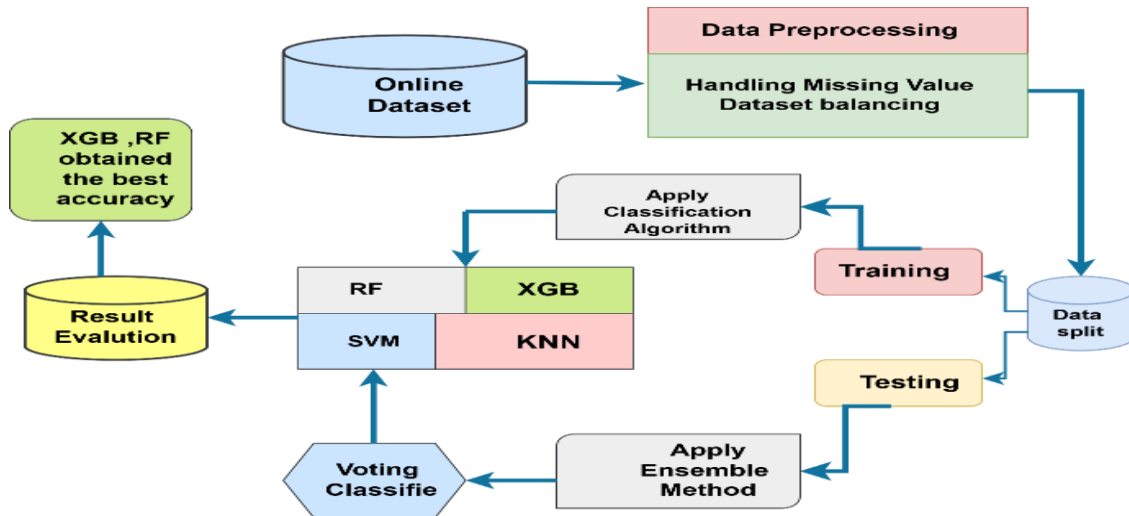 Online
Dataset
Data Preprocessing
Handling Missing Value
Dataset balancing
XGB ,RF
obtained
the best
accuracy
Apply
Classification
Algorithm
Training
Data
split
RF
XGB
SVM
KNN
Result
Evalution
Testing
Voting
Classifie
Apply
Ensemble
Method